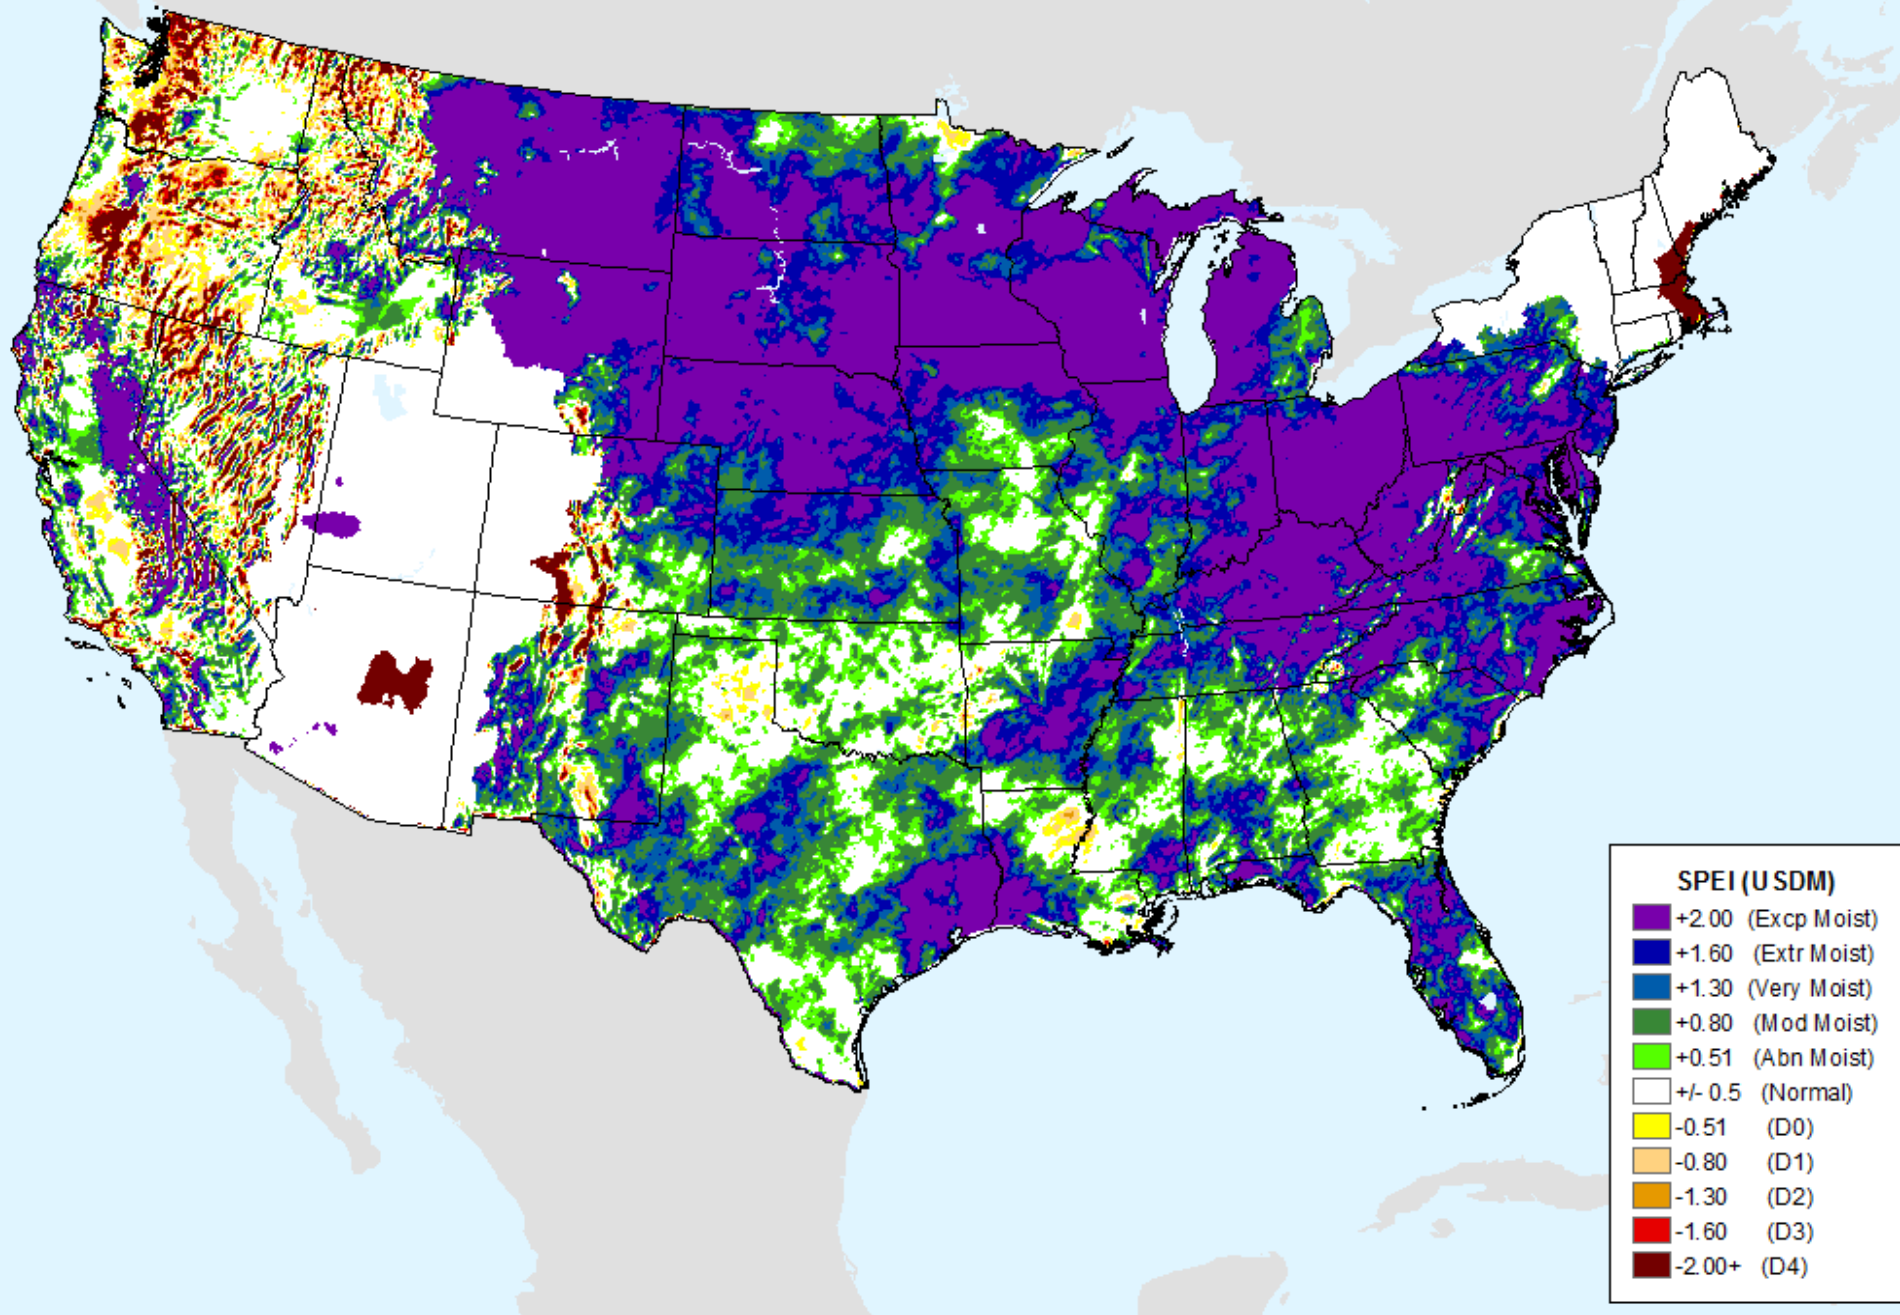 SPEI (USDM)
+2.00 (Excp Moist)
+1.60 (Extr Moist)
+1.30 (Very Moist)
+0.80 (Mod Moist)
+0.51 (Abn Moist)
+/- 0.5 (Normal)
-0.51 (D0)
-0.80 (D1)
-1.30 (D2)
-1.60 (D3)
-2.00+ (D4)